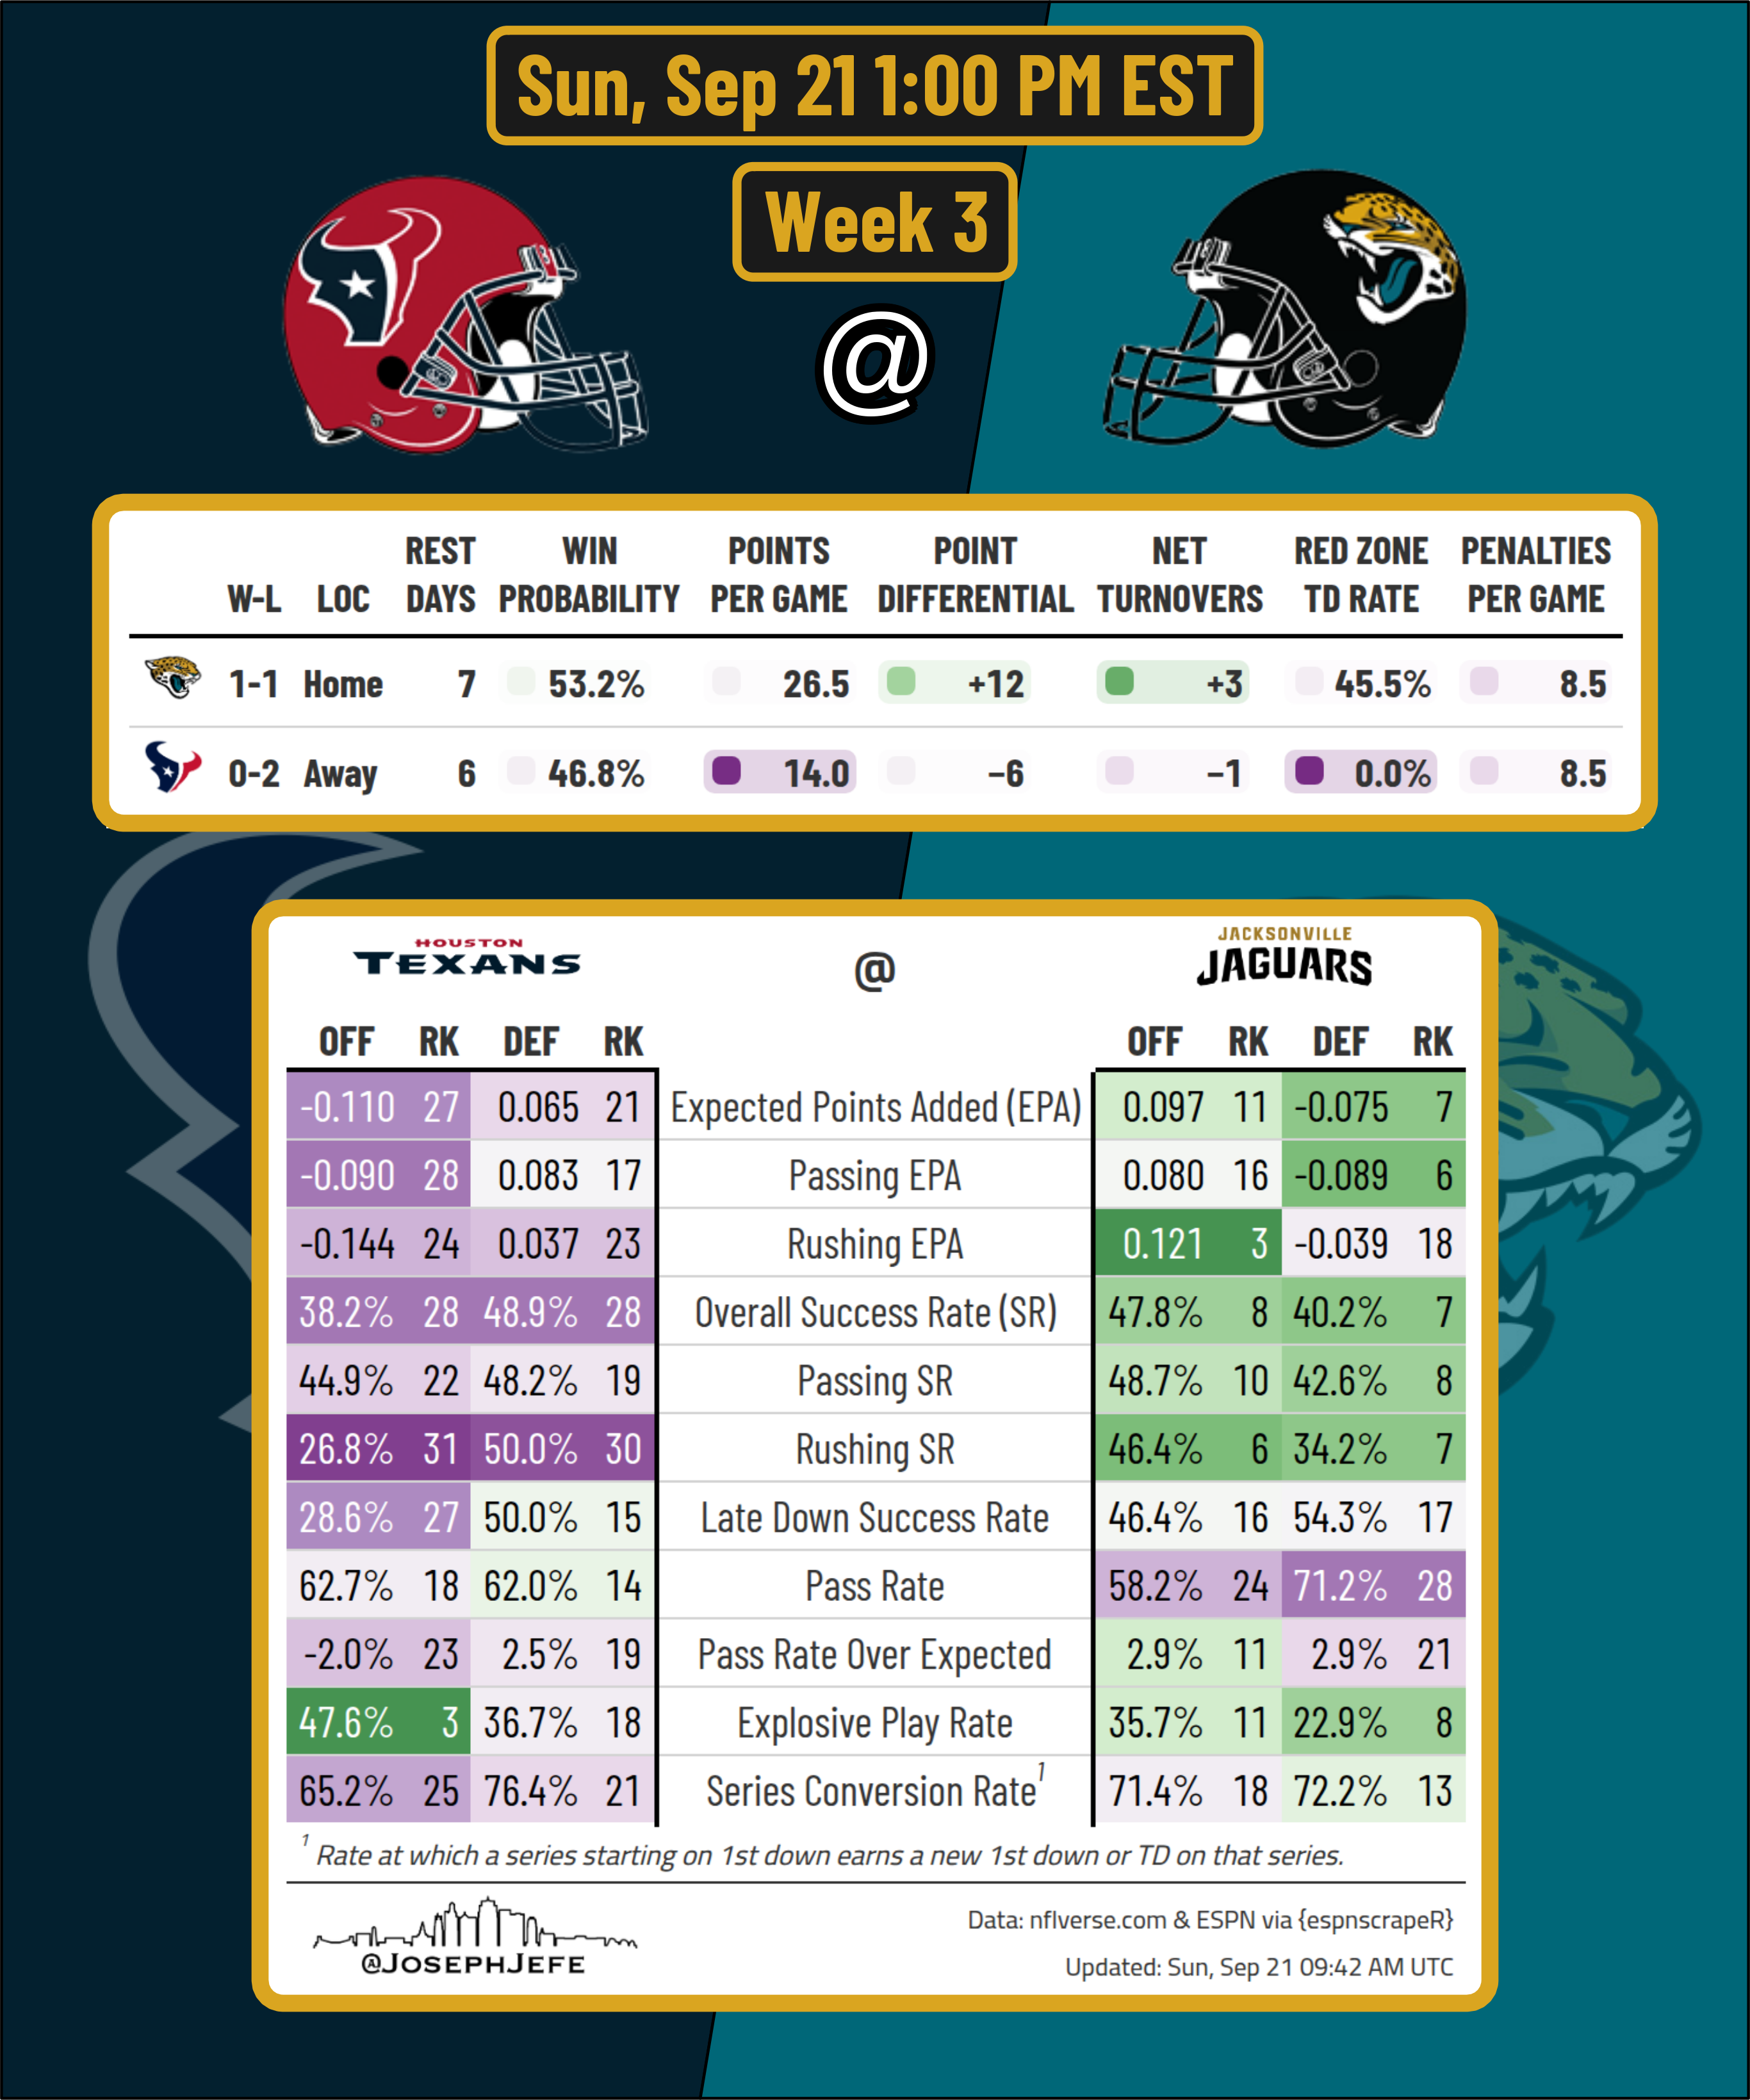 Sun, Sep 21 1:00 PM EST
Week 3
@
REST WIN POINTS POINT NET RED ZONE PENALTIES
W-L LOC DAYS PROBABILITY PER GAME DIFFERENTIAL TURNOVERS TD RATE PER GAME
1-1 Home 7 53.2% 26.5 +12 +3 45.5% 8.5
0-2 Away 6 46.8% 14.0 −6 −1 0.0% 8.5
HOUSTON
TEXANS
@
JACKSONVILLE
JAGUARS
OFF RK DEF RK OFF RK DEF RK
-0.110 27 0.065 21 Expected Points Added (EPA) 0.097 11 -0.075 7
-0.090 28 0.083 17 Passing EPA 0.080 16 -0.089 6
-0.144 24 0.037 23 Rushing EPA 0.121 3 -0.039 18
38.2% 28 48.9% 28 Overall Success Rate (SR) 47.8% 8 40.2% 7
44.9% 22 48.2% 19 Passing SR 48.7% 10 42.6% 8
26.8% 31 50.0% 30 Rushing SR 46.4% 6 34.2% 7
28.6% 27 50.0% 15 Late Down Success Rate 46.4% 16 54.3% 17
62.7% 18 62.0% 14 Pass Rate 58.2% 24 71.2% 28
-2.0% 23 2.5% 19 Pass Rate Over Expected 2.9% 11 2.9% 21
47.6% 3 36.7% 18 Explosive Play Rate 35.7% 11 22.9% 8
65.2% 25 76.4% 21 Series Conversion Rate¹ 71.4% 18 72.2% 13
¹ Rate at which a series starting on 1st down earns a new 1st down or TD on that series.
@JOSEPHJEFE
Data: nflverse.com & ESPN via {espnscrapeR}
Updated: Sun, Sep 21 09:42 AM UTC